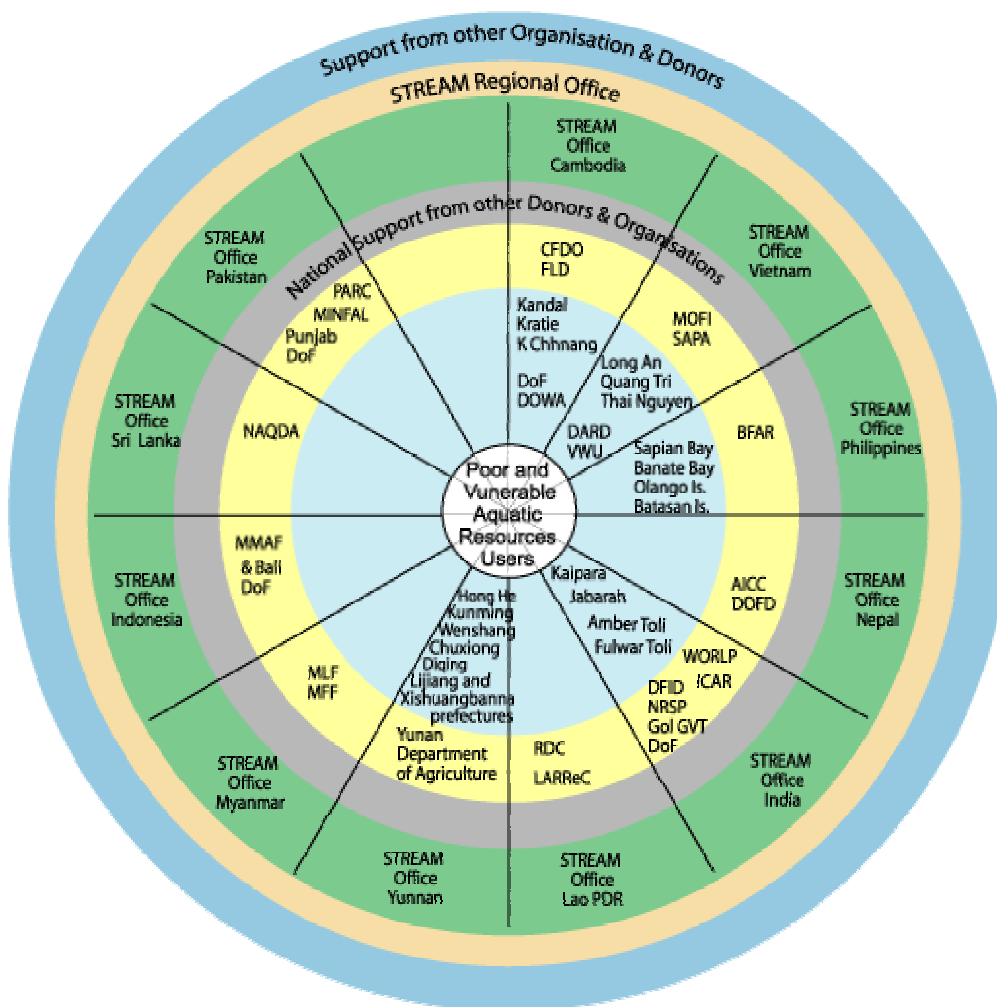 Support from other Organisation & Donors
STREAM Regional Office
STREAM
Office
Cambodia
National Support from other Donors & Organisations
CFDO
FLD
Kandal
Kratie
K Chhnang
DoF
DOWA
STREAM
Office
Vietnam
MOFI
SAPA
Long An
Quang Tri
Thai Nguyen
DARD
VWU
STREAM
Office
Philippines
BFAR
Sapian Bay
Banate Bay
Olango Is.
Batasan Is.
STREAM
Office
Nepal
AICC
DOFD
Kaipara
Jabarah
Amber Toli
Fulwar Toli
WORLP
ICAR
DFID
NRSP
GoI GVT
DoF
STREAM
Office
India
RDC
LARReC
STREAM
Office
Lao PDR
Hong He
Kunming
Wenshang
Chuxiong
Diqing
Lijiang and
Xishuangbanna
prefectures
Yunan
Department
of Agriculture
STREAM
Office
Yunnan
MLF
MFF
STREAM
Office
Myanmar
MMAF
& Bali
DoF
STREAM
Office
Indonesia
NAQDA
STREAM
Office
Sri Lanka
PARC
MINFAL
Punjab
DoF
STREAM
Office
Pakistan
Poor and
Vunerable
Aquatic
Resources
Users